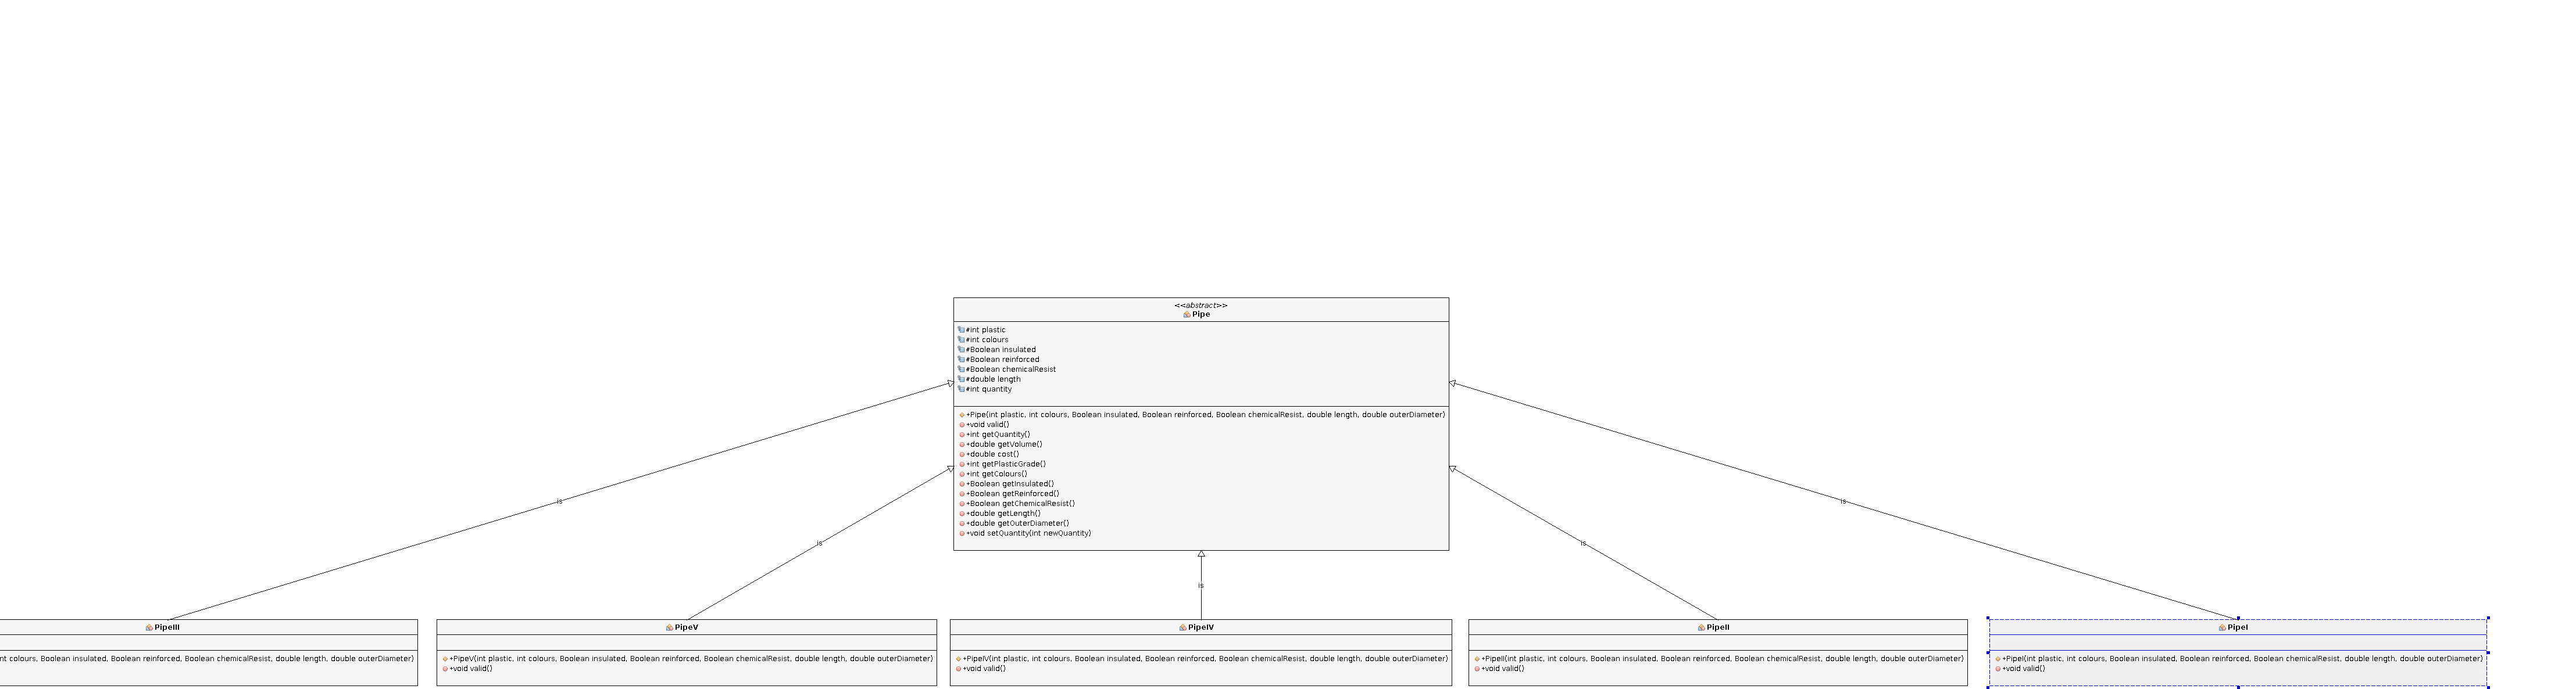 <<abstract>>
Pipe
#int plastic
#int colours
#Boolean insulated
#Boolean reinforced
#Boolean chemicalResist
#double length
#int quantity
+Pipe(int plastic, int colours, Boolean insulated, Boolean reinforced, Boolean chemicalResist, double length, double outerDiameter)
+void valid()
+int getQuantity()
+double getVolume()
+double cost()
+int getPlasticGrade()
+int getColours()
+Boolean getInsulated()
+Boolean getReinforced()
+Boolean getChemicalResist()
+double getLength()
+double getOuterDiameter()
+void setQuantity(int newQuantity)
is
is
is
is
is
PipeIII
nt colours, Boolean insulated, Boolean reinforced, Boolean chemicalResist, double length, double outerDiameter)
PipeV
+PipeV(int plastic, int colours, Boolean insulated, Boolean reinforced, Boolean chemicalResist, double length, double outerDiameter)
+void valid()
PipeIV
+PipeIV(int plastic, int colours, Boolean insulated, Boolean reinforced, Boolean chemicalResist, double length, double outerDiameter)
+void valid()
PipeII
+PipeII(int plastic, int colours, Boolean insulated, Boolean reinforced, Boolean chemicalResist, double length, double outerDiameter)
+void valid()
PipeI
+PipeI(int plastic, int colours, Boolean insulated, Boolean reinforced, Boolean chemicalResist, double length, double outerDiameter)
+void valid()